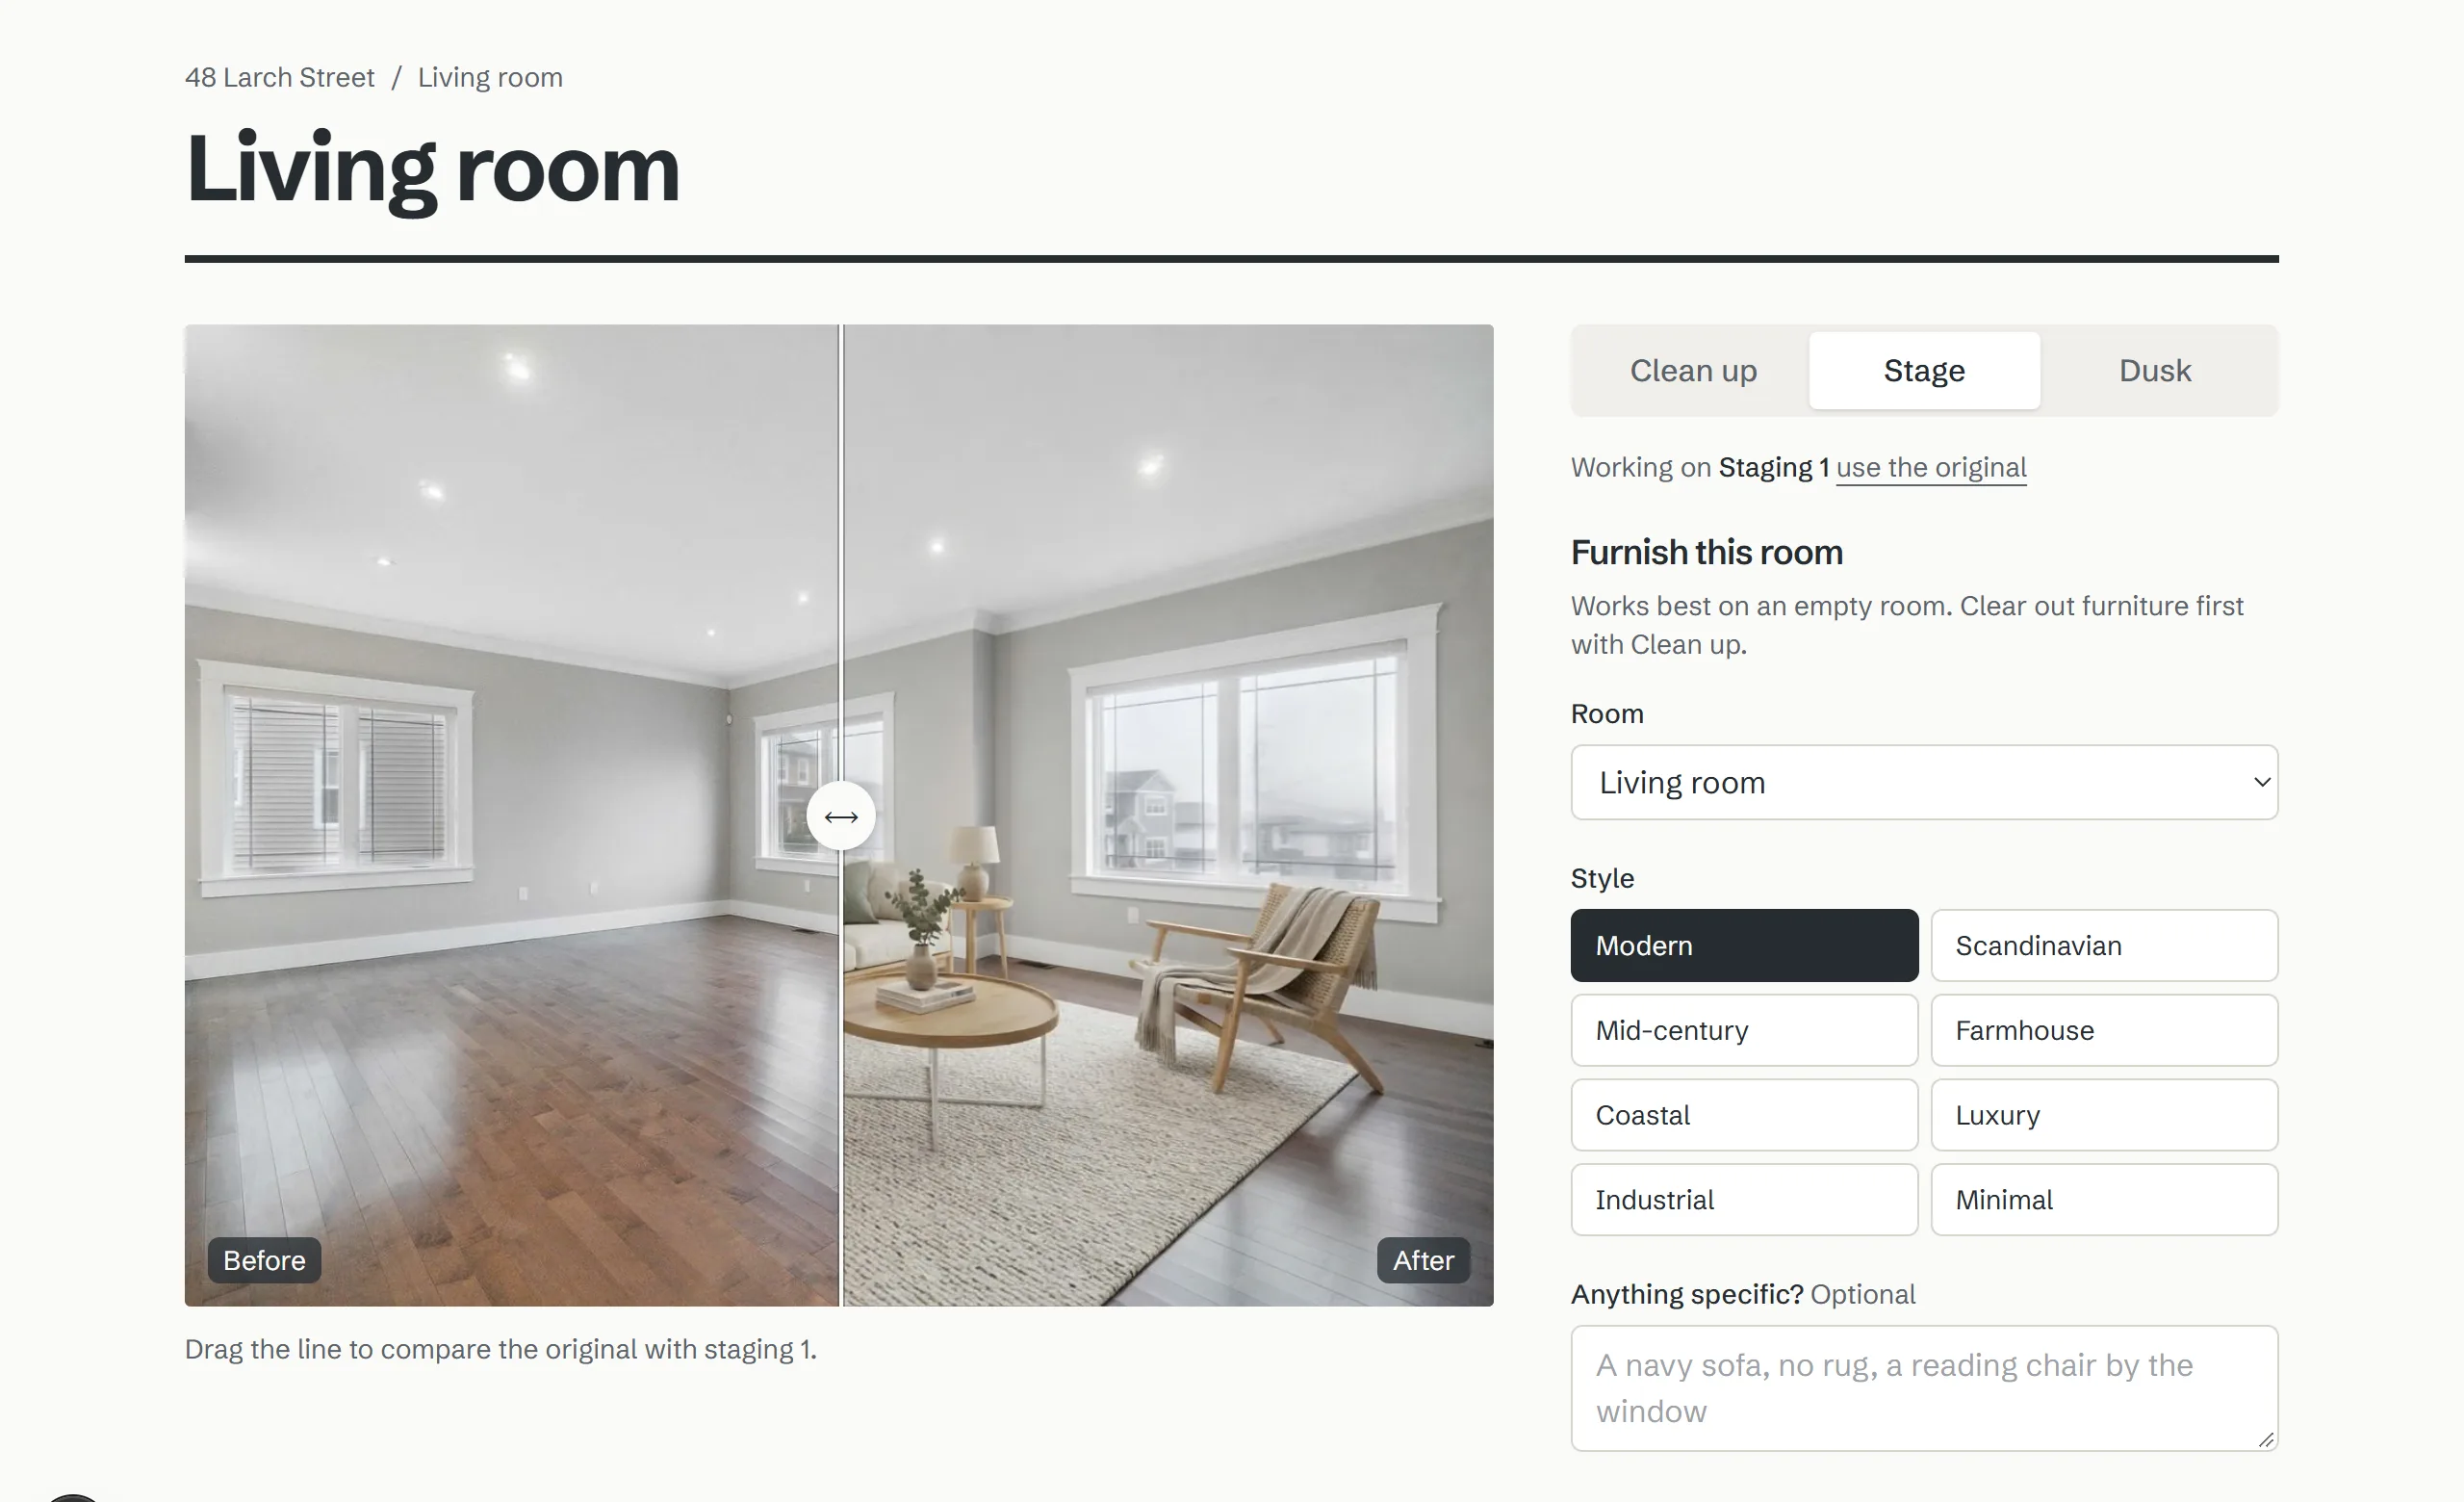 48 Larch Street / Living room
Living room
Clean up
Stage
Dusk
Working on Staging 1 use the original
Furnish this room
Works best on an empty room. Clear out furniture first
with Clean up.
Room
Living room
Style
Modern
Scandinavian
Mid-century
Farmhouse
Coastal
Luxury
Industrial
Minimal
Anything specific? Optional
A navy sofa, no rug, a reading chair by the
window
Before
After
Drag the line to compare the original with staging 1.